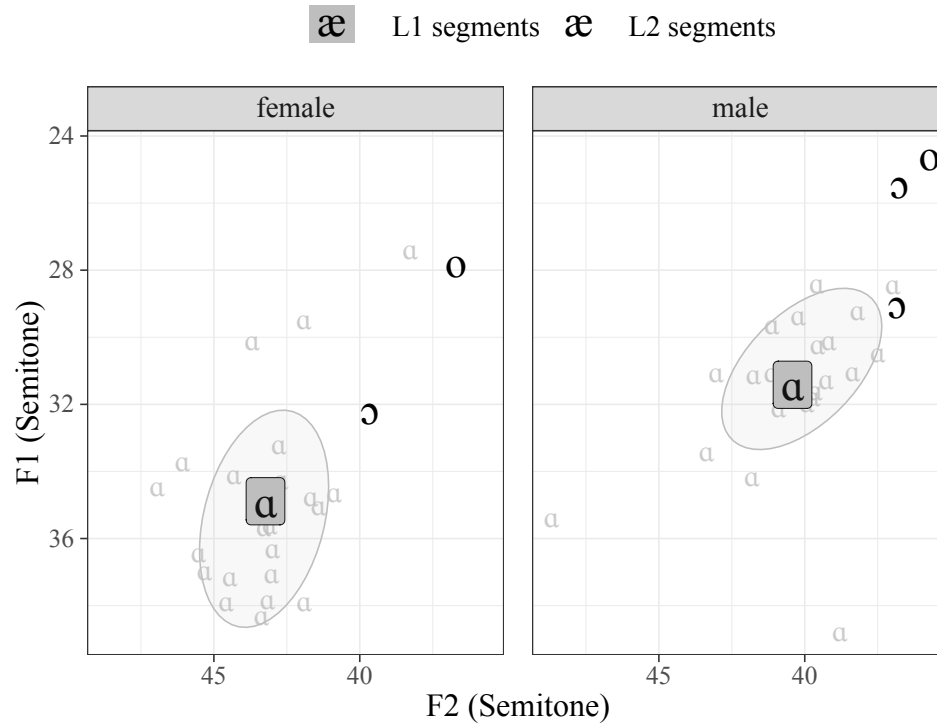 æ L1 segments æ L2 segments
female male
24
28
32
36
F1 (Semitone)
o
ɔ
ɑ
o
ɔ
ɔ
ɑ
45 40 45 40
F2 (Semitone)